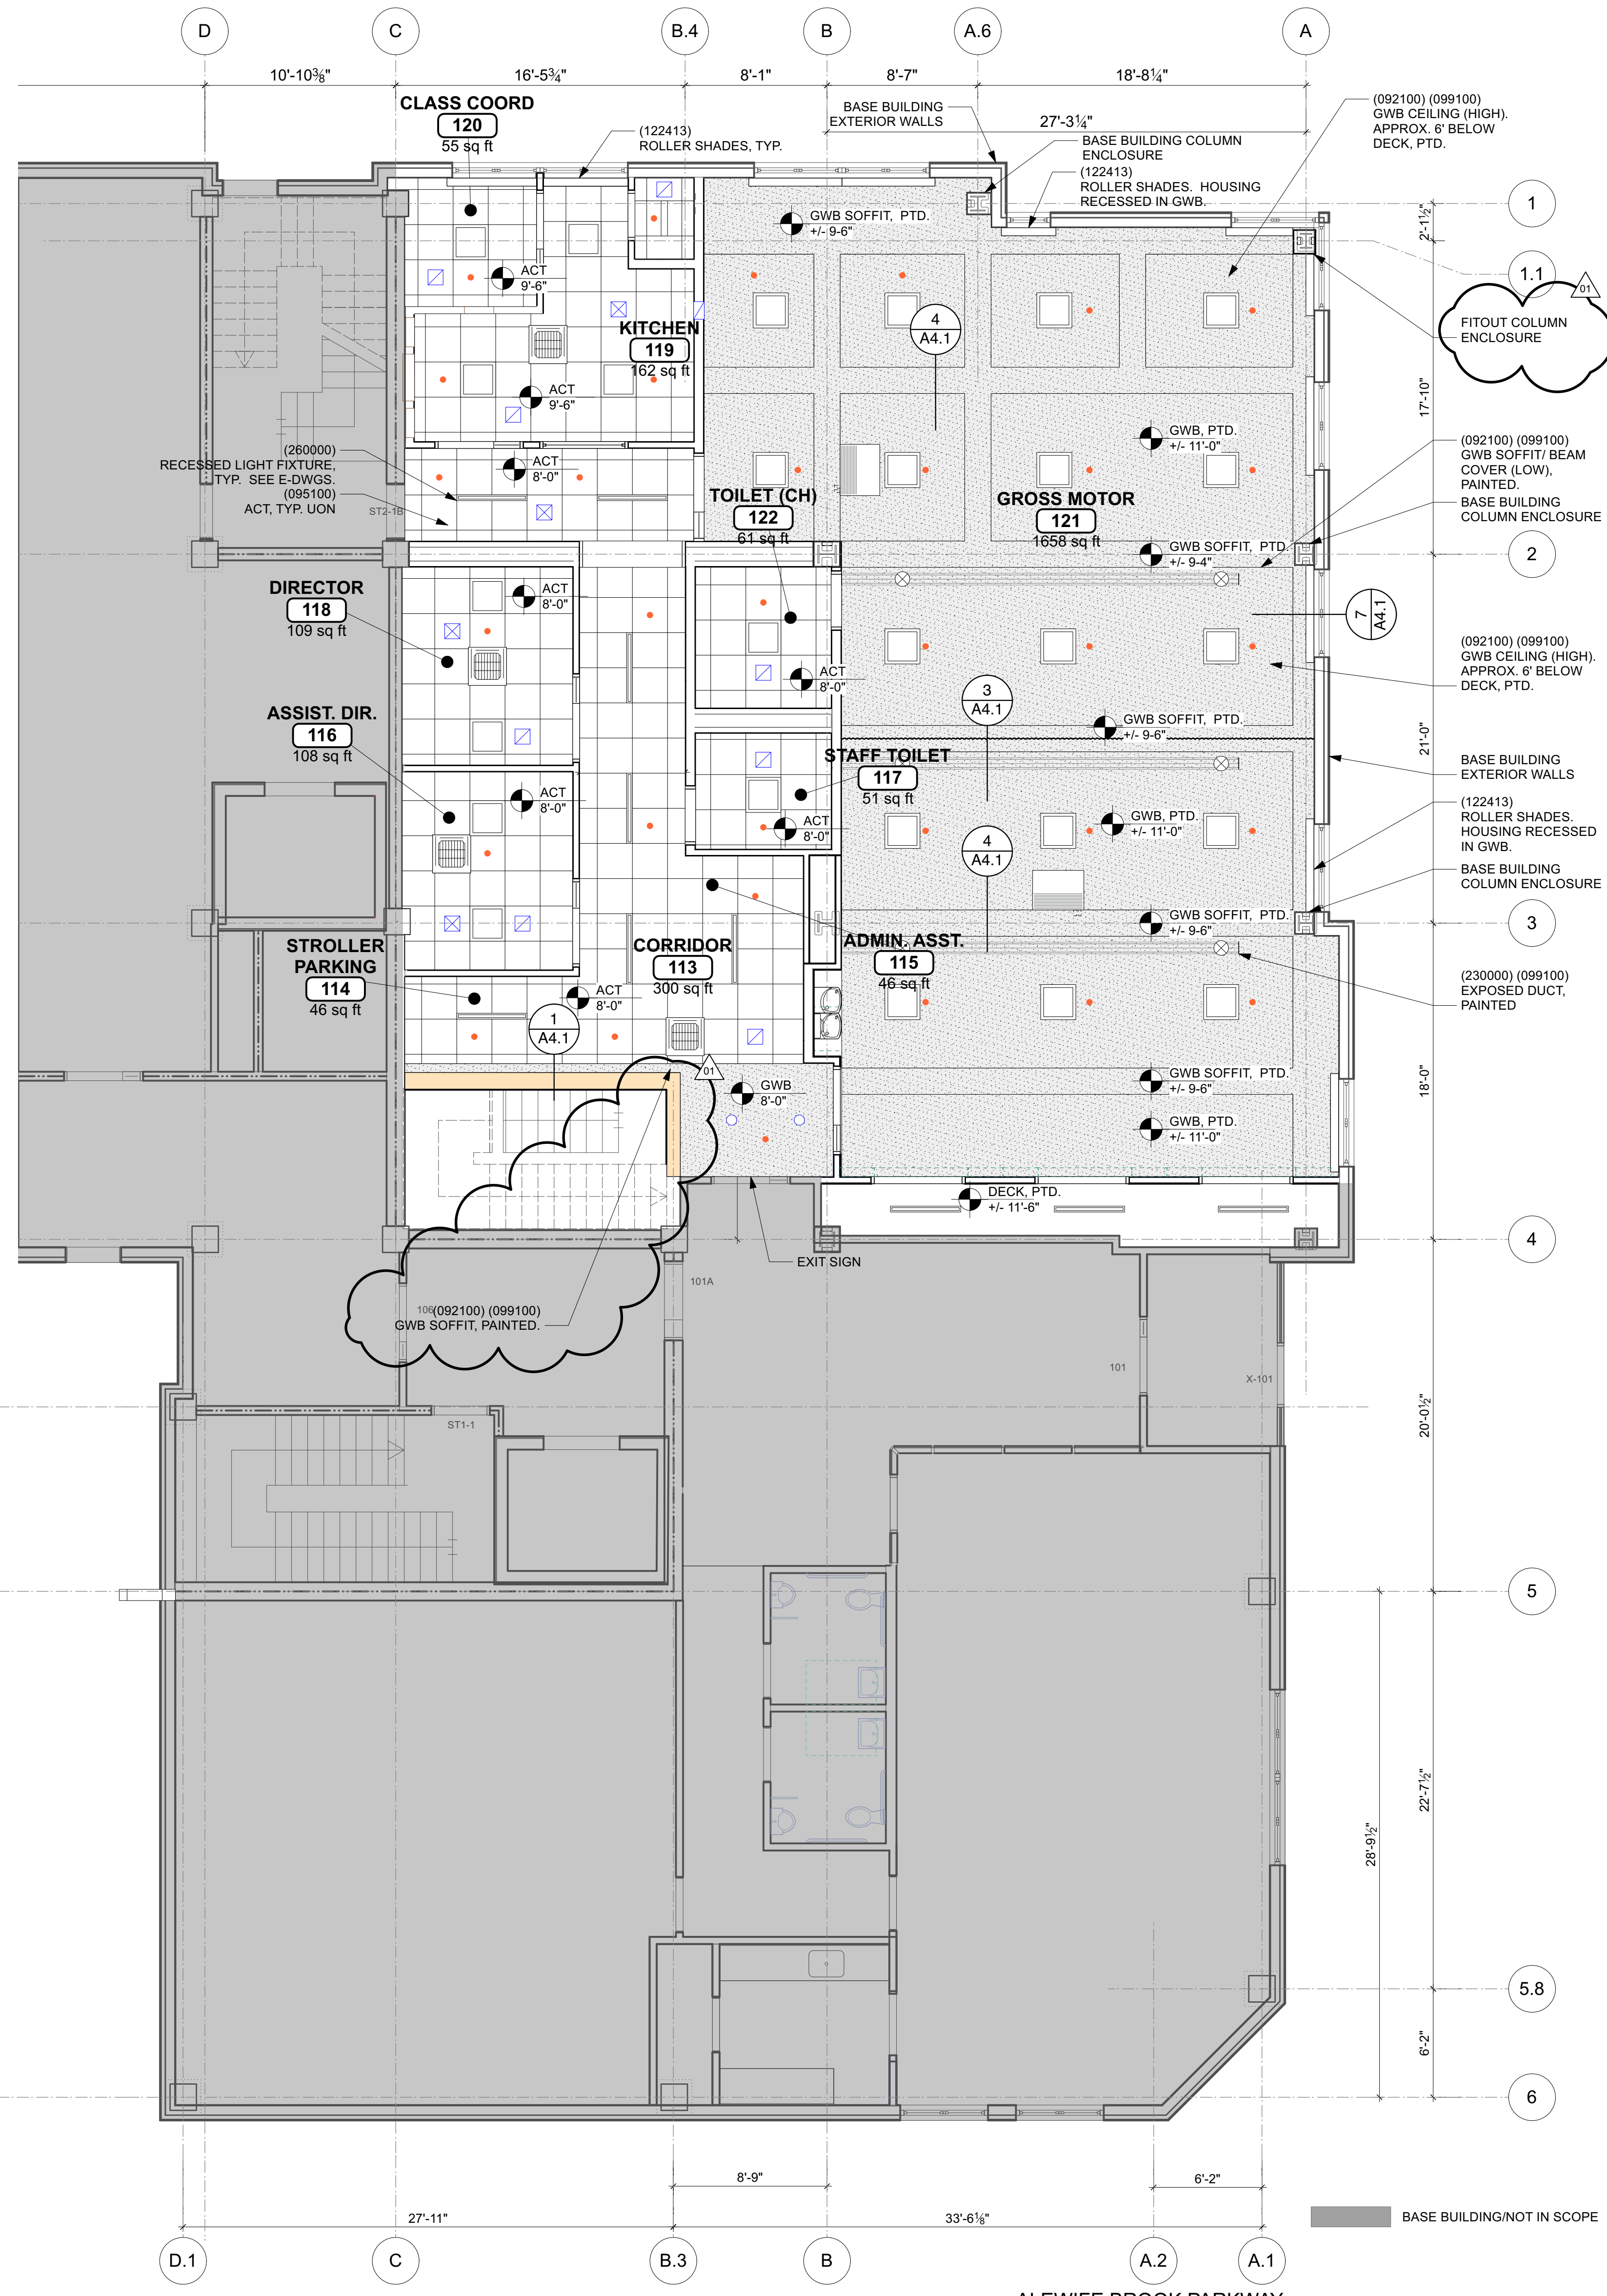 D
C
B.4
B
A.6
A
10'-10⅜"
16'-5¾"
8'-1"
8'-7"
18'-8¼"
27'-3¼"
CLASS COORD
120
55 sq ft
(122413)
ROLLER SHADES, TYP.
BASE BUILDING
EXTERIOR WALLS
BASE BUILDING COLUMN
ENCLOSURE
(122413)
ROLLER SHADES. HOUSING
RECESSED IN GWB.
(092100) (099100)
GWB CEILING (HIGH).
APPROX. 6' BELOW
DECK, PTD.
1
2'-1½"
1.1
01
FITOUT COLUMN
ENCLOSURE
GWB SOFFIT, PTD.
+/- 9-6"
ACT
9'-6"
KITCHEN
119
162 sq ft
4
A4.1
ACT
9'-6"
17'-10"
GWB, PTD.
+/- 11'-0"
(092100) (099100)
GWB SOFFIT/ BEAM
COVER (LOW),
PAINTED.
(260000)
RECESSED LIGHT FIXTURE,
TYP. SEE E-DWGS.
(095100)
ACT, TYP. UON
ST2-1B
ACT
8'-0"
TOILET (CH)
122
61 sq ft
GROSS MOTOR
121
1658 sq ft
BASE BUILDING
COLUMN ENCLOSURE
GWB SOFFIT, PTD.
+/- 9-4"
2
DIRECTOR
118
109 sq ft
ACT
8'-0"
7
A4.1
(092100) (099100)
GWB CEILING (HIGH).
APPROX. 6' BELOW
DECK, PTD.
ACT
8'-0"
3
A4.1
ASSIST. DIR.
116
108 sq ft
GWB SOFFIT, PTD.
+/- 9-6"
21'-0"
STAFF TOILET
117
51 sq ft
BASE BUILDING
EXTERIOR WALLS
ACT
8'-0"
ACT
8'-0"
GWB, PTD.
+/- 11'-0"
(122413)
ROLLER SHADES.
HOUSING RECESSED
IN GWB.
4
A4.1
BASE BUILDING
COLUMN ENCLOSURE
GWB SOFFIT, PTD.
+/- 9-6"
3
STROLLER
PARKING
114
46 sq ft
CORRIDOR
113
300 sq ft
ADMIN. ASST.
115
46 sq ft
ACT
8'-0"
(230000) (099100)
EXPOSED DUCT,
PAINTED
1
A4.1
01
GWB
8'-0"
GWB SOFFIT, PTD.
+/- 9-6"
18'-0"
GWB, PTD.
+/- 11'-0"
DECK, PTD.
+/- 11'-6"
4
EXIT SIGN
101A
106
(092100) (099100)
GWB SOFFIT, PAINTED.
101
X-101
20'-0½"
ST1-1
5
22'-7½"
28'-9½"
5.8
6'-2"
6
8'-9"
6'-2"
27'-11"
33'-6⅛"
BASE BUILDING/NOT IN SCOPE
D.1
C
B.3
B
A.2
A.1
ALEWIFE BROOK PARKWAY